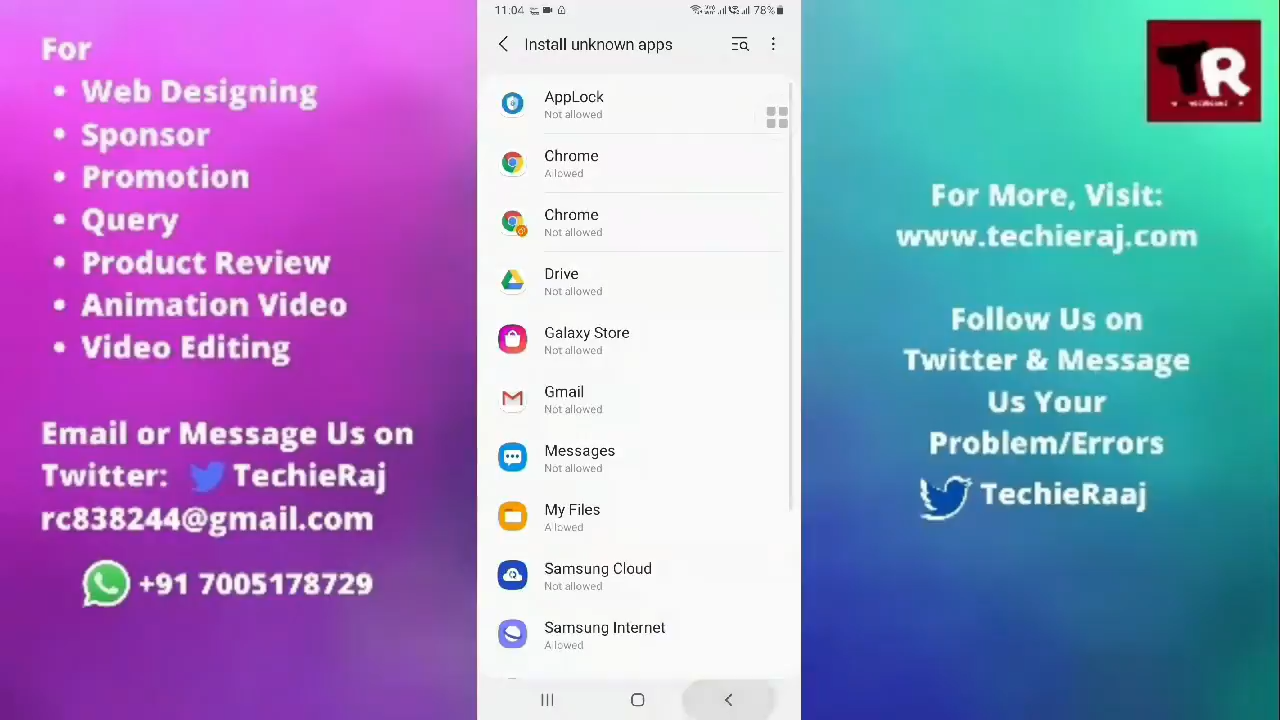 For
• Web Designing
• Sponsor
• Promotion
• Query
• Product Review
• Animation Video
• Video Editing
Email or Message Us on
Twitter: TechieRaj
rc838244@gmail.com
+91 7005178729
11:04
78%
Install unknown apps
AppLock
Not allowed
Chrome
Allowed
Chrome
Not allowed
Drive
Not allowed
Galaxy Store
Not allowed
Gmail
Not allowed
Messages
Not allowed
My Files
Allowed
Samsung Cloud
Not allowed
Samsung Internet
Allowed
TR
For More, Visit:
www.techieraj.com
Follow Us on
Twitter & Message
Us Your
Problem/Errors
TechieRaaj